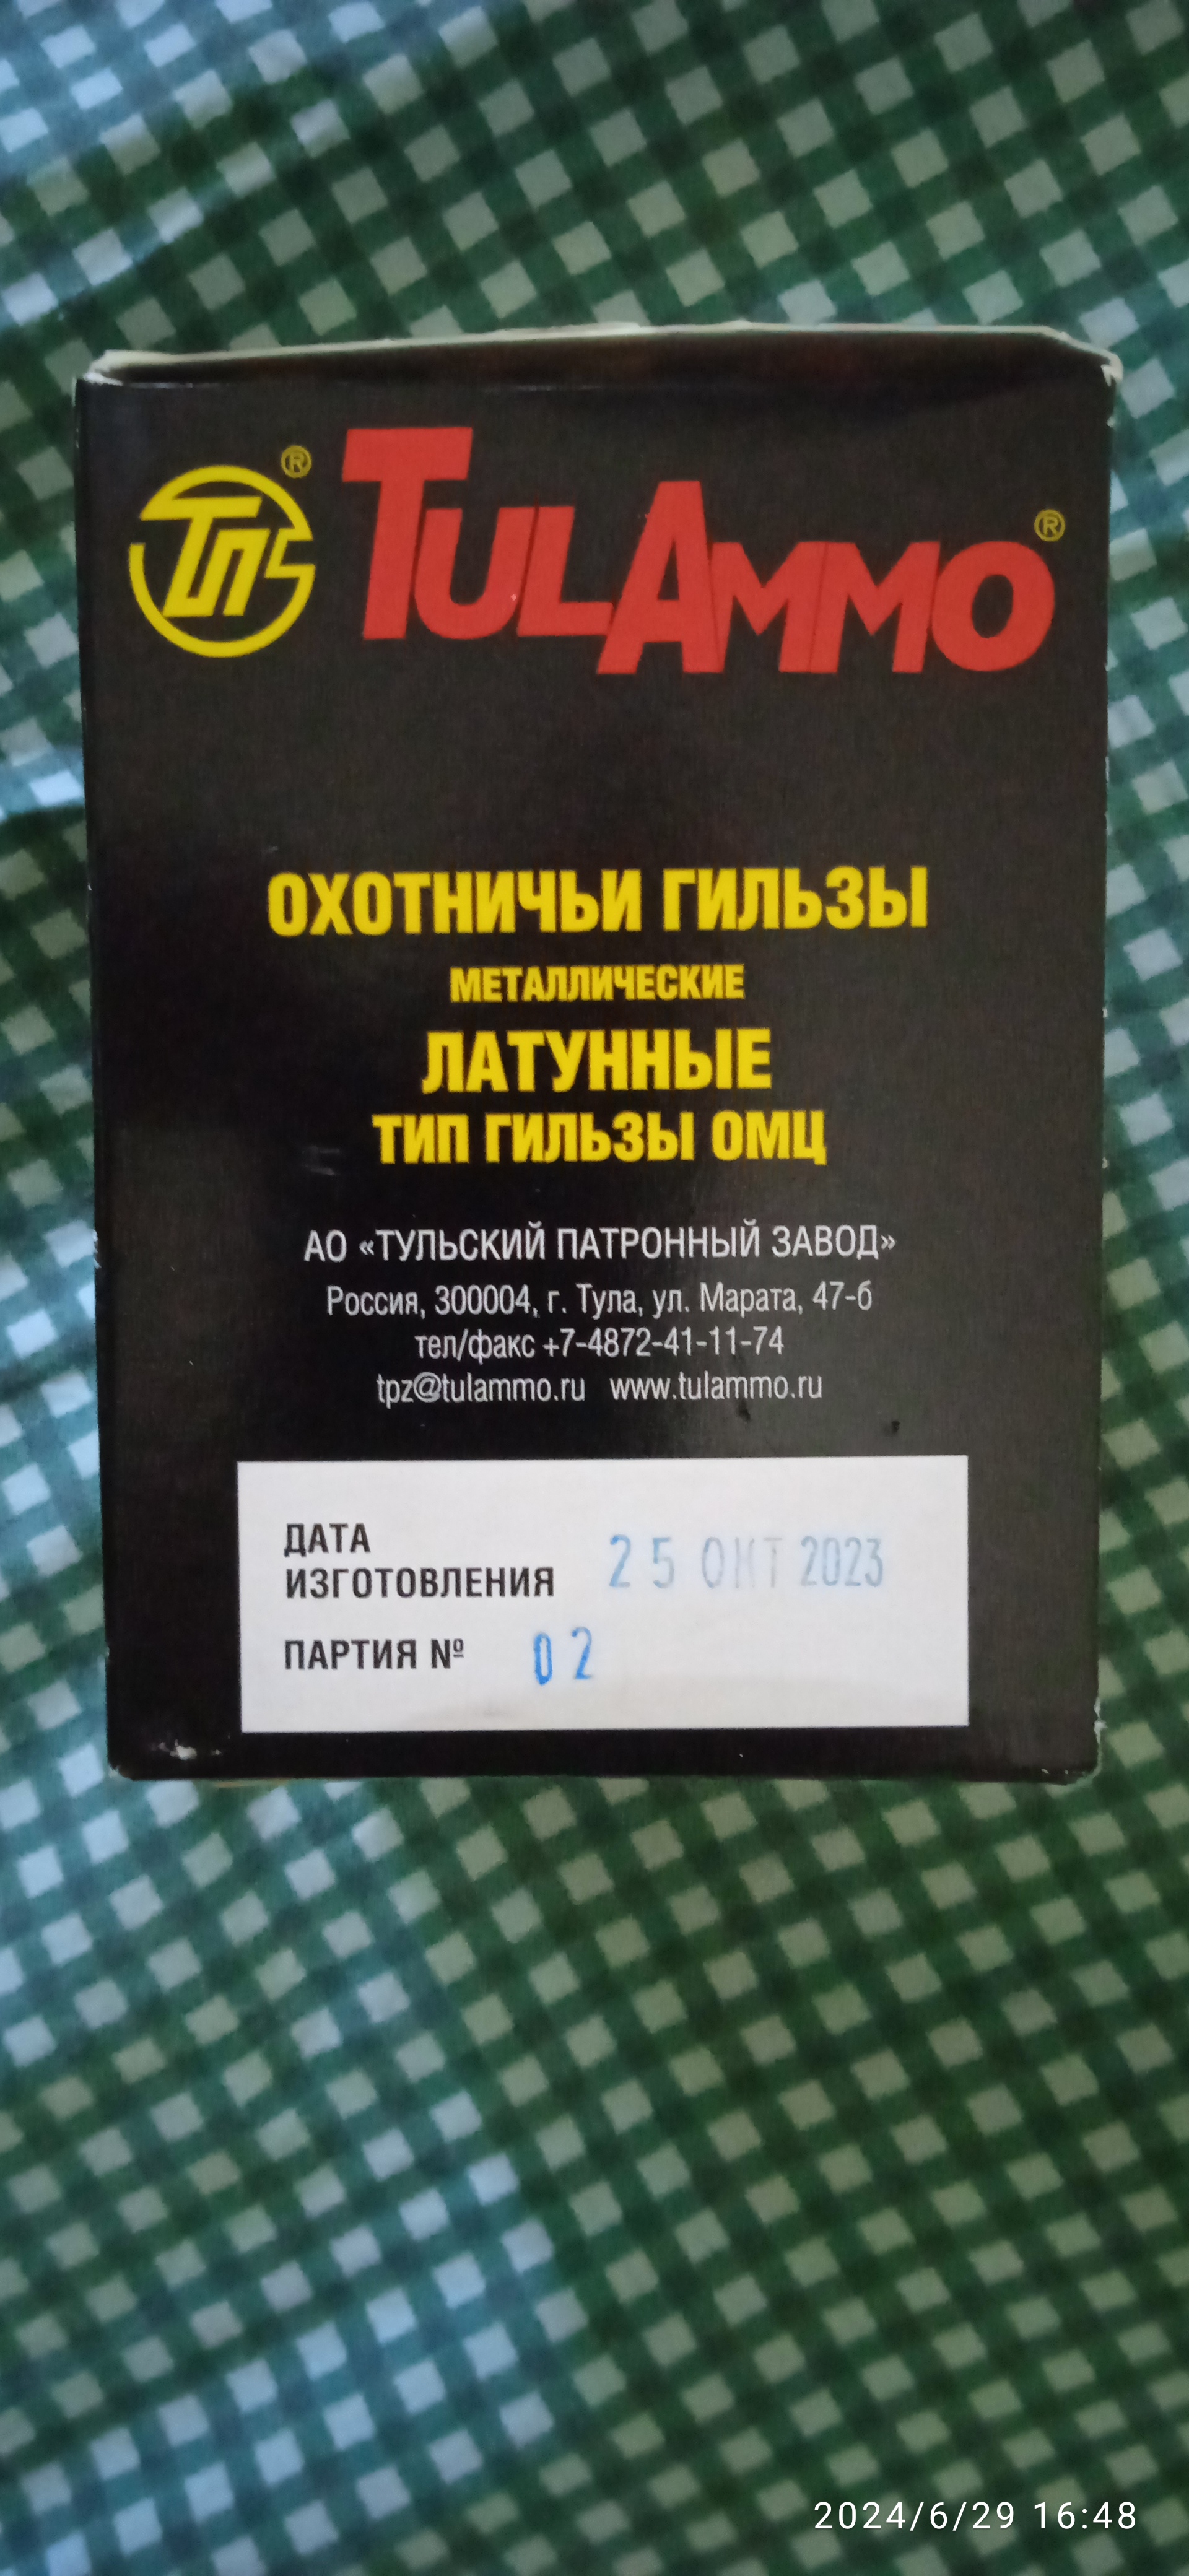 ТПЗ ®
TULAMMO ®
ОХОТНИЧЬИ ГИЛЬЗЫ
МЕТАЛЛИЧЕСКИЕ
ЛАТУННЫЕ
ТИП ГИЛЬЗЫ ОМЦ
АО «ТУЛЬСКИЙ ПАТРОННЫЙ ЗАВОД»
Россия, 300004, г. Тула, ул. Марата, 47-б
тел/факс +7-4872-41-11-74
tpz@tulammo.ru www.tulammo.ru
ДАТА
ИЗГОТОВЛЕНИЯ 25 ОКТ 2023
ПАРТИЯ № 02
2024/6/29 16:48